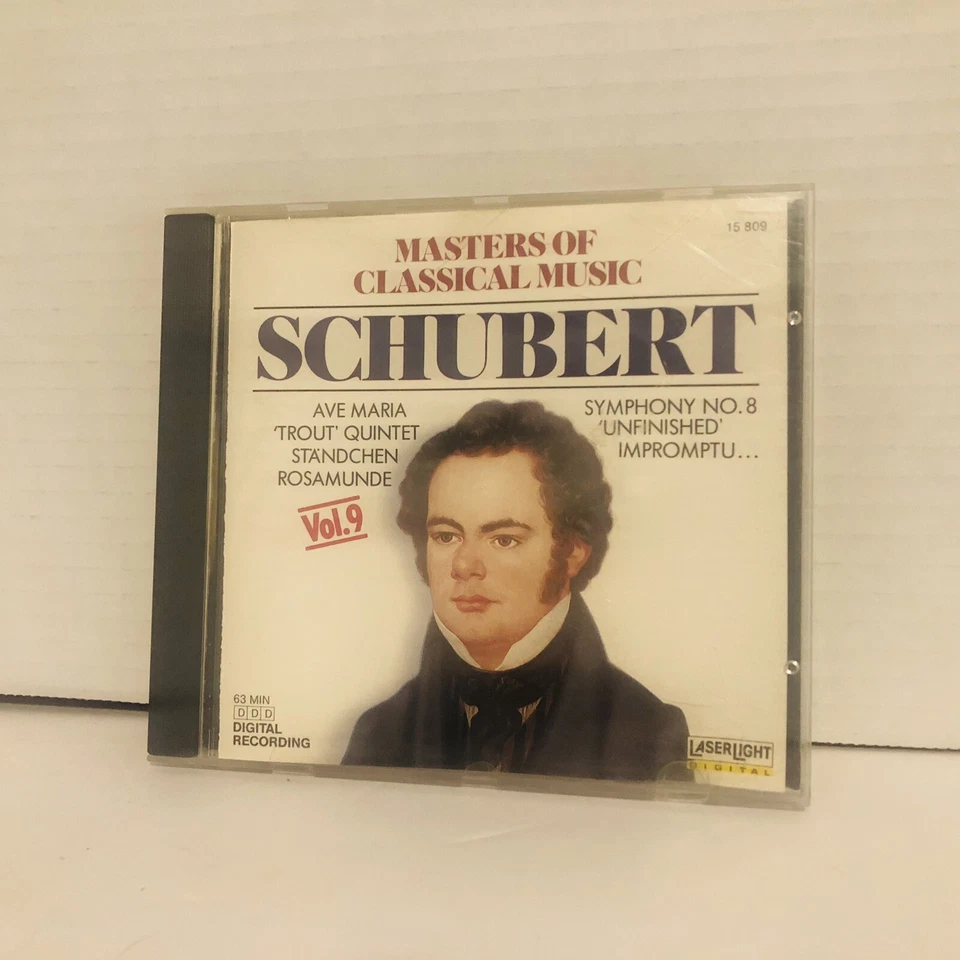 15 809
MASTERS OF
CLASSICAL MUSIC
SCHUBERT
AVE MARIA
'TROUT' QUINTET
STÄNDCHEN
ROSAMUNDE
SYMPHONY NO. 8
'UNFINISHED'
IMPROMPTU...
Vol.9
63 MIN
DDD
DIGITAL
RECORDING
LASERLIGHT
DIGITAL